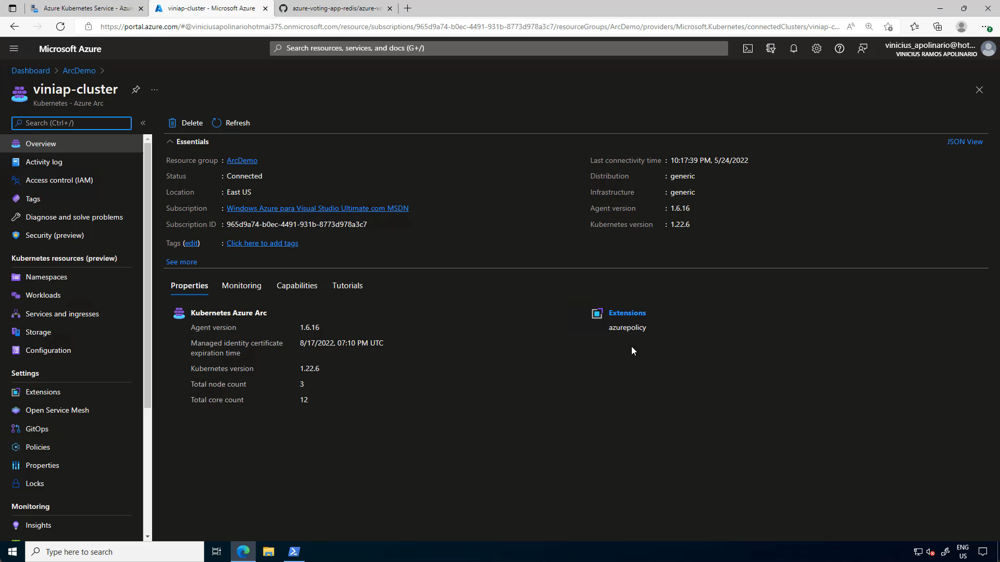 Azure Kubernetes Service - Azur
viniap-cluster - Microsoft Azure
azure-voting-app-redis/azure-vo
https://portal.azure.com/#@viniciusapolinariohotmai375.onmicrosoft.com/resource/subscriptions/965d9a74-b0ec-4491-931b-8773d978a3c7/resourceGroups/ArcDemo/providers/Microsoft.Kubernetes/connectedClusters/viniap-c...
Microsoft Azure
Search resources, services, and docs (G+/)
vinicius_apolinario@hot...
VINICIUS RAMOS APOLINARIO
Dashboard > ArcDemo >
viniap-cluster
...
Kubernetes - Azure Arc
Search (Ctrl+/)
«
Delete
Refresh
Overview
Activity log
Access control (IAM)
Tags
Diagnose and solve problems
Security (preview)
Kubernetes resources (preview)
Namespaces
Workloads
Services and ingresses
Storage
Configuration
Settings
Extensions
Open Service Mesh
GitOps
Policies
Properties
Locks
Monitoring
Insights
Essentials
JSON View
Resource group : ArcDemo
Status : Connected
Location : East US
Subscription : Windows Azure para Visual Studio Ultimate com MSDN
Subscription ID : 965d9a74-b0ec-4491-931b-8773d978a3c7
Tags (edit) : Click here to add tags
See more
Last connectivity time : 10:17:39 PM, 5/24/2022
Distribution : generic
Infrastructure : generic
Agent version : 1.6.16
Kubernetes version : 1.22.6
Properties
Monitoring
Capabilities
Tutorials
Kubernetes Azure Arc
Agent version 1.6.16
Managed identity certificate 8/17/2022, 07:10 PM UTC
expiration time
Kubernetes version 1.22.6
Total node count 3
Total core count 12
Extensions
azurepolicy
Type here to search
ENG
US